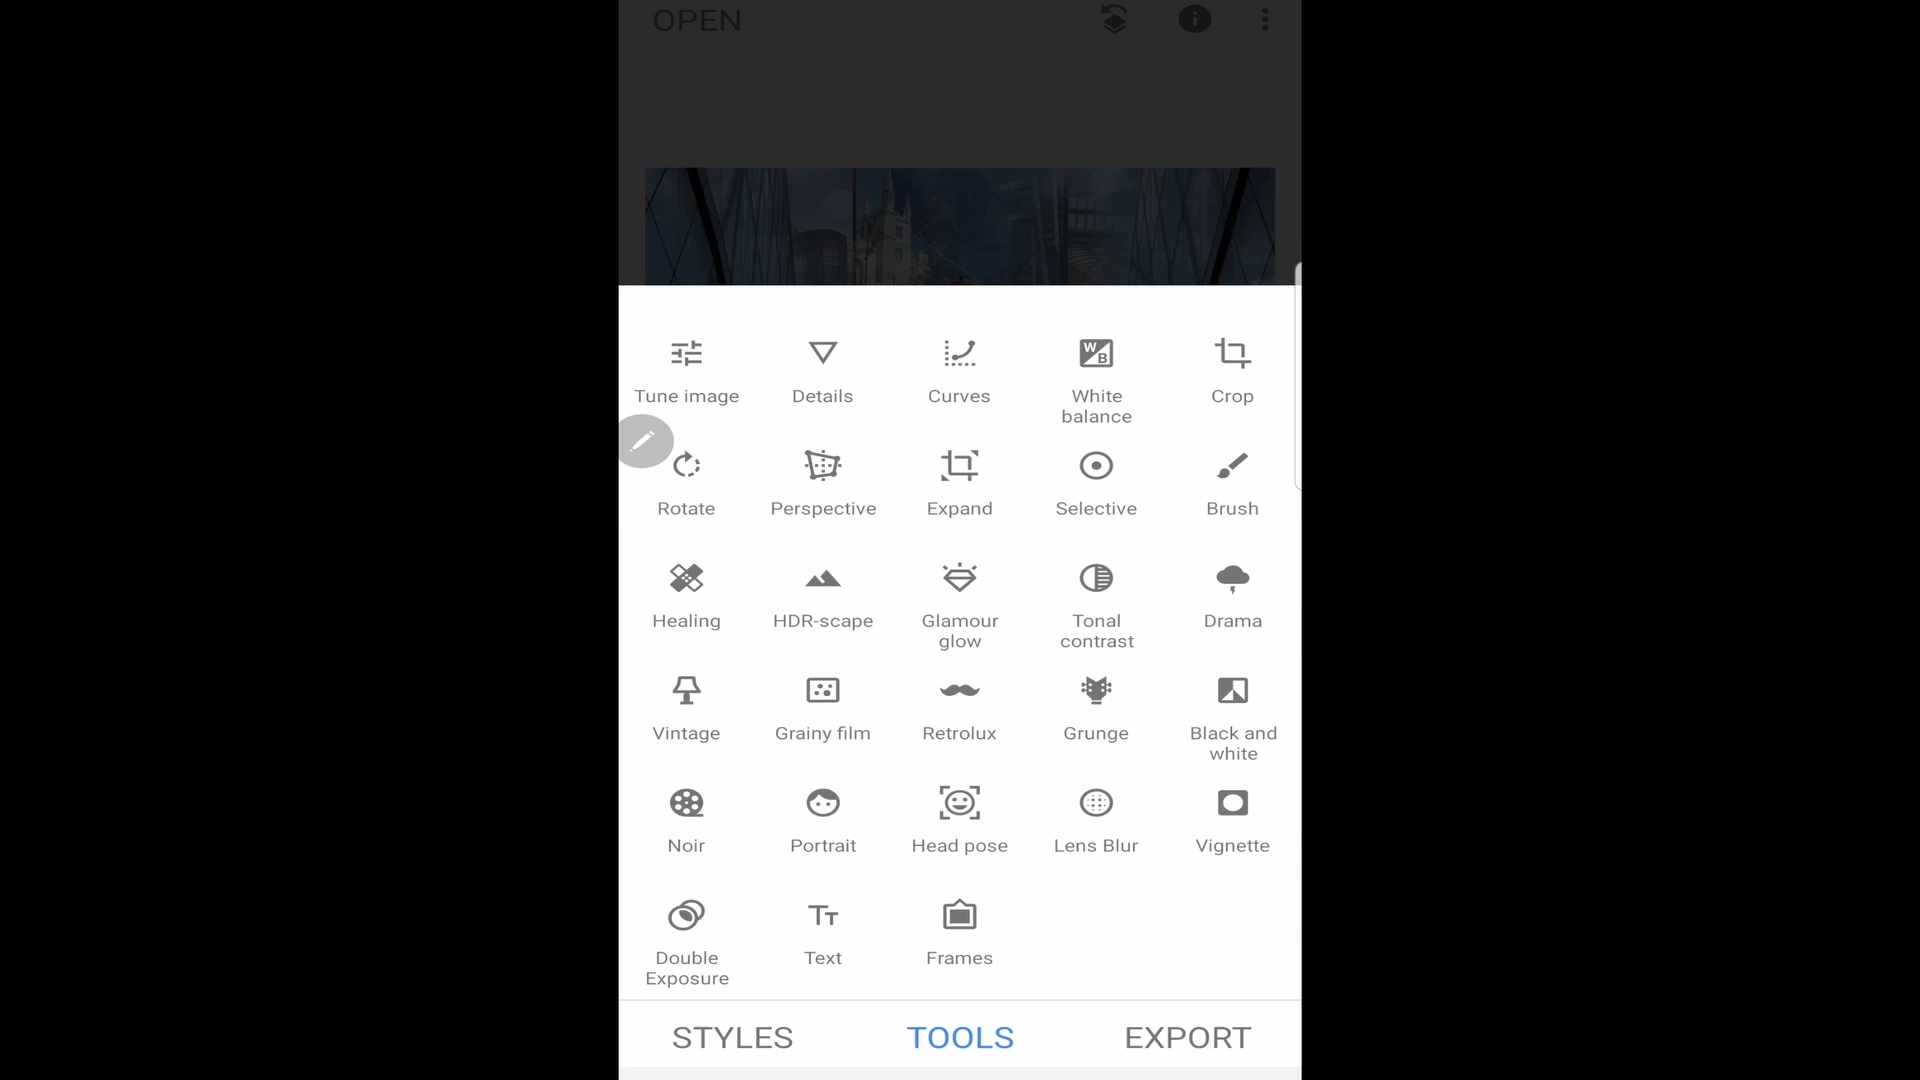 OPEN
Tune image
Details
Curves
White
balance
Crop
Rotate
Perspective
Expand
Selective
Brush
Healing
HDR-scape
Glamour
glow
Tonal
contrast
Drama
Vintage
Grainy film
Retrolux
Grunge
Black and
white
Noir
Portrait
Head pose
Lens Blur
Vignette
Double
Exposure
Text
Frames
STYLES
TOOLS
EXPORT